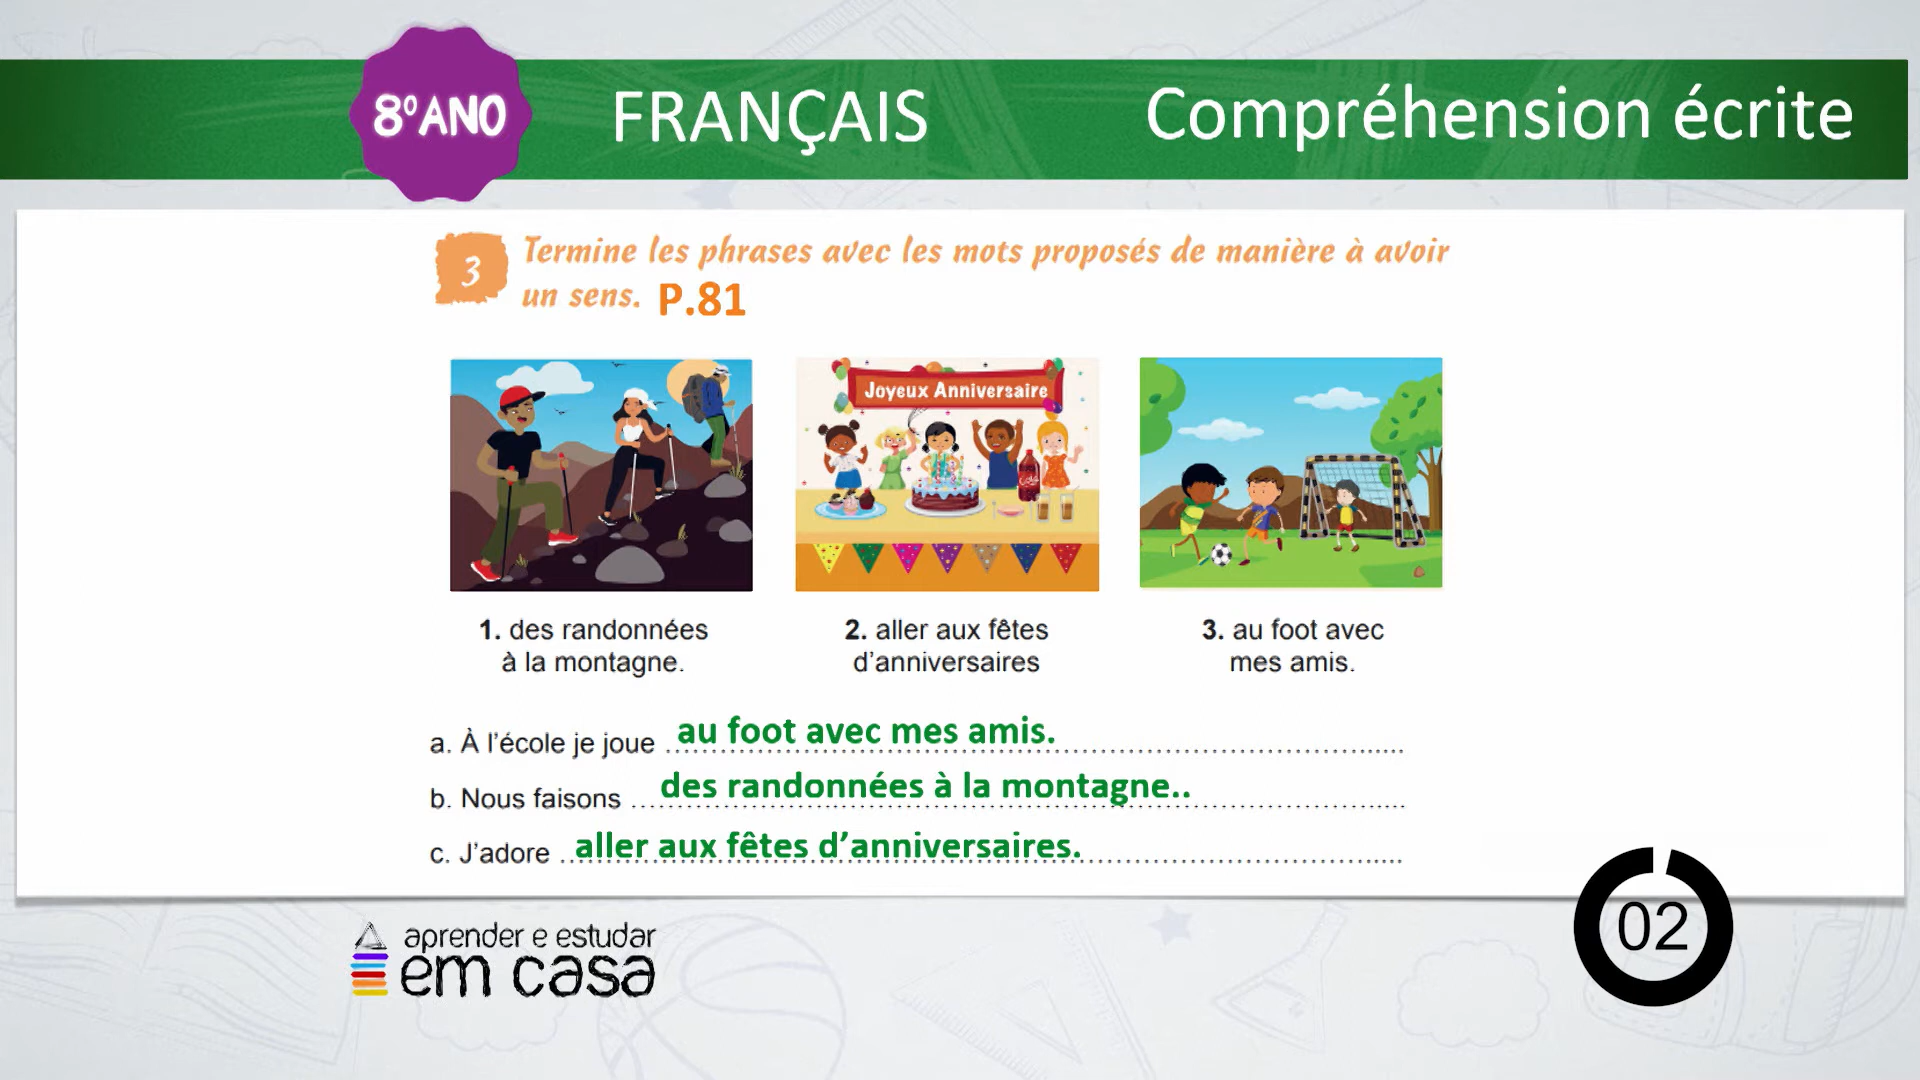 8º ANO
FRANÇAIS
Compréhension écrite
3
Termine les phrases avec les mots proposés de manière à avoir
un sens. P.81
Joyeux Anniversaire
Cola
1. des randonnées
à la montagne.
2. aller aux fêtes
d’anniversaires
3. au foot avec
mes amis.
a. À l’école je joue au foot avec mes amis.
b. Nous faisons des randonnées à la montagne..
c. J’adore aller aux fêtes d’anniversaires.
aprender e estudar
em casa
02